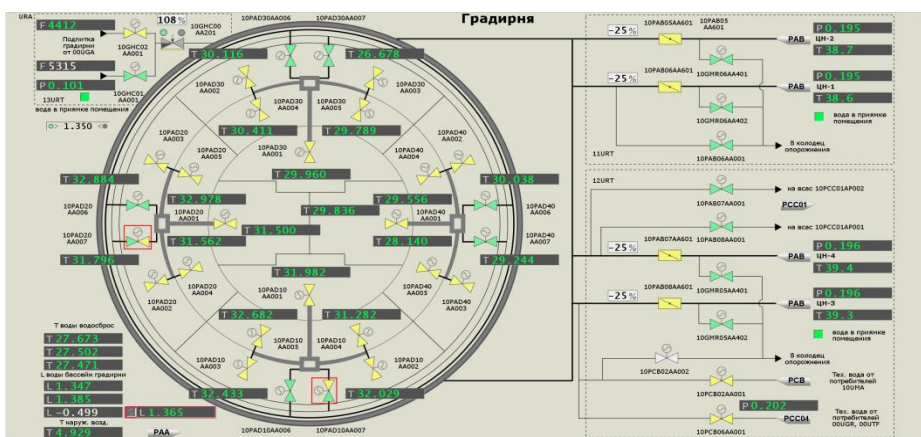 Градирня
URA
F 4412
Подпитка
градирни
от 00UGA
F 5315
P 0.101
13URT
вода в приямке помещения
1.350
10GHC02
AA001
10GHC01
AA001
108 %
10GHC00
AA201
10PAD30AA006
10PAD30AA007
T 30.116
T 26.678
10PAD30
AA002
10PAD30
AA004
10PAD30
AA005
10PAD30
AA003
T 30.411
T 29.789
10PAD30
AA001
10PAD20
AA003
10PAD20
AA005
10PAD40
AA004
10PAD40
AA002
T 29.960
T 32.884
T 30.038
T 32.978
T 29.556
T 29.836
10PAD20
AA006
10PAD20
AA001
10PAD40
AA001
10PAD40
AA006
10PAD20
AA007
T 31.500
T 31.562
T 28.140
10PAD40
AA007
T 31.796
T 29.244
T 31.982
10PAD20
AA002
10PAD20
AA004
10PAD10
AA001
10PAD40
AA005
10PAD40
AA003
T 32.682
T 31.282
10PAD10
AA003
10PAD10
AA005
10PAD10
AA004
10PAD10
AA002
T 32.433
T 32.029
10PAD10AA006
10PAD10AA007
T воды водосброс
T 27.673
T 27.502
T 27.471
L воды бассейн градирни
L 1.347
L 1.385
L -0.499
L 1.365
T наруж. возд.
T 4.929
PAA
-25%
10PAB05AA601
10PAB05
AA601
PAB
P 0.195
ЦН-2
T 38.7
10GMR06AA401
-25%
10PAB06AA601
PAB
P 0.195
ЦН-1
T 38.6
10GMR06AA402
вода в приямке
помещения
11URT
10PAB06AA001
В колодец
опорожнения
12URT
10PAB07AA001
на всас 10PCC01AP002
PCC01
10PAB08AA001
на всас 10PCC01AP001
-25%
10PAB07AA601
PAB
P 0.196
ЦН-4
T 39.4
10GMR05AA401
-25%
10PAB08AA601
PAB
P 0.196
ЦН-3
T 39.3
10GMR05AA402
вода в приямке
помещения
10PCB02AA002
В колодец
опорожнения
10PCB02AA001
PCB
Тех. вода от
потребителей
10UMA
P 0.202
10PCB06AA001
PCC04
Тех. вода от
потребителей
00UGR, 00UTF